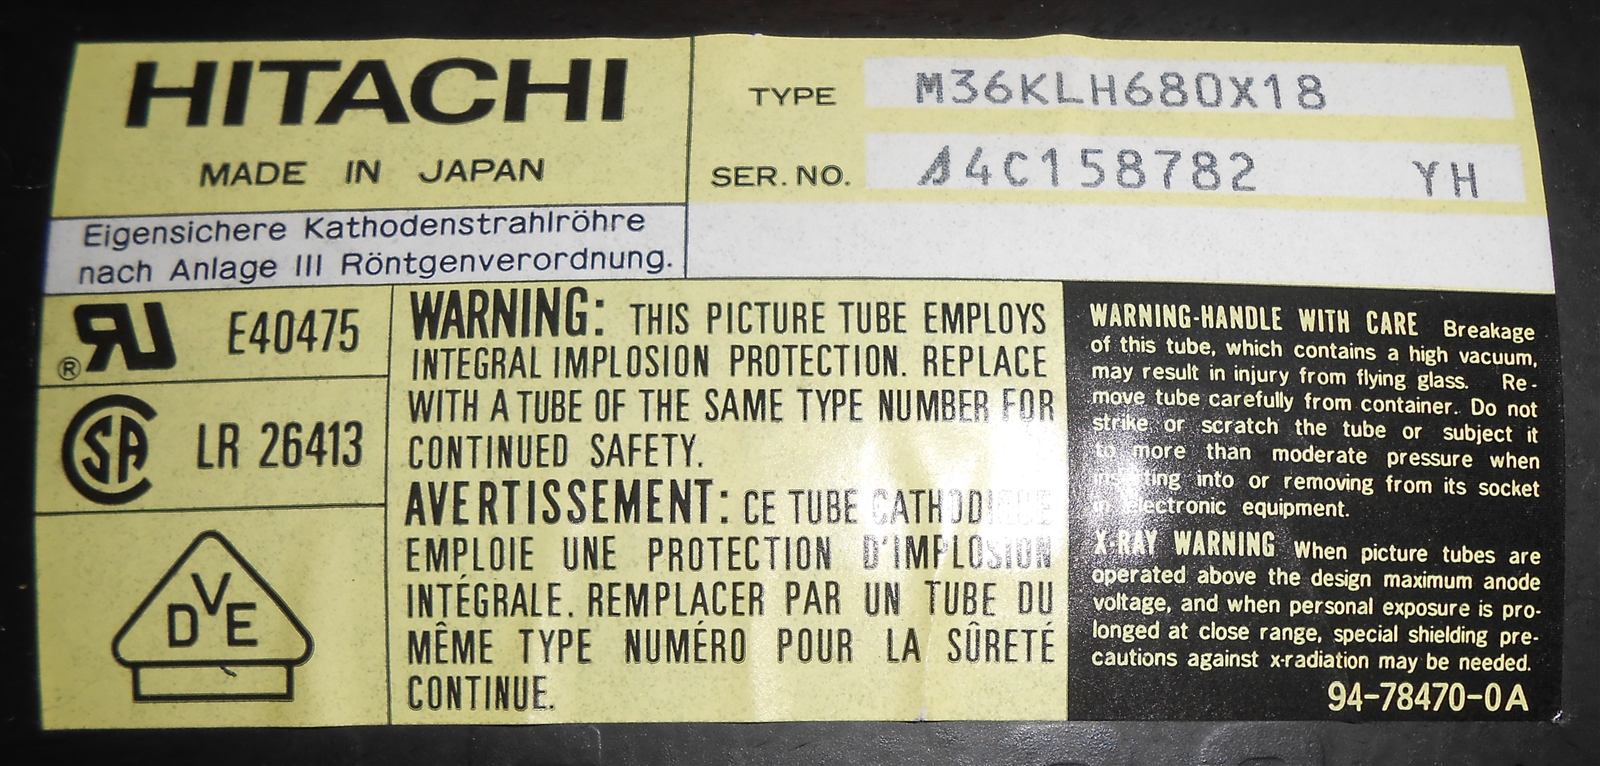 HITACHI
MADE IN JAPAN
TYPE M36KLH680X18
SER. NO. A4C158782 YH
Eigensichere Kathodenstrahlröhre
nach Anlage III Röntgenverordnung.
® RU E40475
SA LR 26413
DVE
WARNING: THIS PICTURE TUBE EMPLOYS
INTEGRAL IMPLOSION PROTECTION. REPLACE
WITH A TUBE OF THE SAME TYPE NUMBER FOR
CONTINUED SAFETY.
AVERTISSEMENT: CE TUBE CATHODIQUE
EMPLOIE UNE PROTECTION D'IMPLOSION
INTÉGRALE. REMPLACER PAR UN TUBE DU
MÊME TYPE NUMÉRO POUR LA SÛRETÉ
CONTINUE.
WARNING-HANDLE WITH CARE Breakage
of this tube, which contains a high vacuum,
may result in injury from flying glass. Re-
move tube carefully from container. Do not
strike or scratch the tube or subject it
to more than moderate pressure when
inserting into or removing from its socket
in electronic equipment.
X-RAY WARNING When picture tubes are
operated above the design maximum anode
voltage, and when personal exposure is pro-
longed at close range, special shielding pre-
cautions against x-radiation may be needed.
94-78470-0A